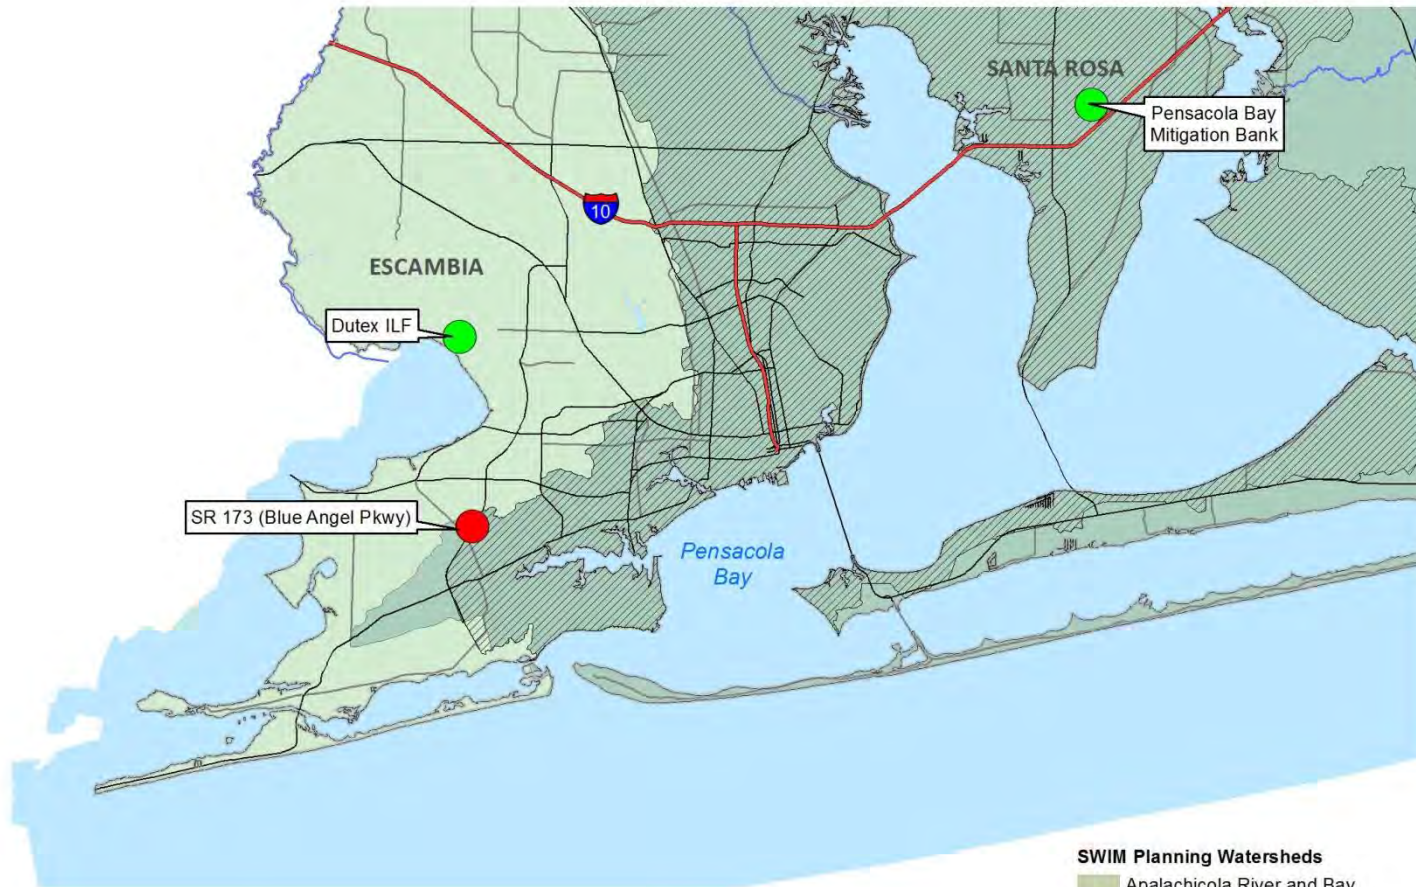 SANTA ROSA
Pensacola Bay
Mitigation Bank
10
ESCAMBIA
Dutex ILF
SR 173 (Blue Angel Pkwy)
Pensacola
Bay
SWIM Planning Watersheds
Apalachicola River and Bay